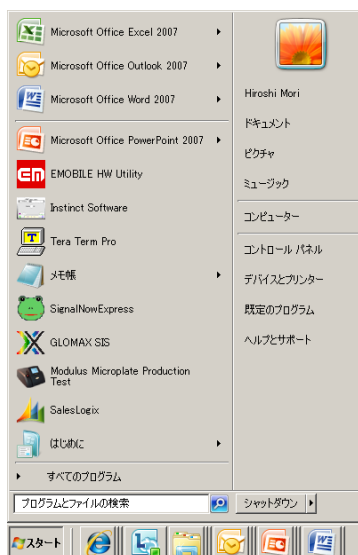 Microsoft Office Excel 2007
Microsoft Office Outlook 2007
Microsoft Office Word 2007
Microsoft Office PowerPoint 2007
EMOBILE HW Utility
Instinct Software
Tera Term Pro
メモ帳
SignalNowExpress
GLOMAX SIS
Modulus Microplate Production
Test
SalesLogix
はじめに
すべてのプログラム
プログラムとファイルの検索
Hiroshi Mori
ドキュメント
ピクチャ
ミュージック
コンピューター
コントロール パネル
デバイスとプリンター
既定のプログラム
ヘルプとサポート
シャットダウン
スタート